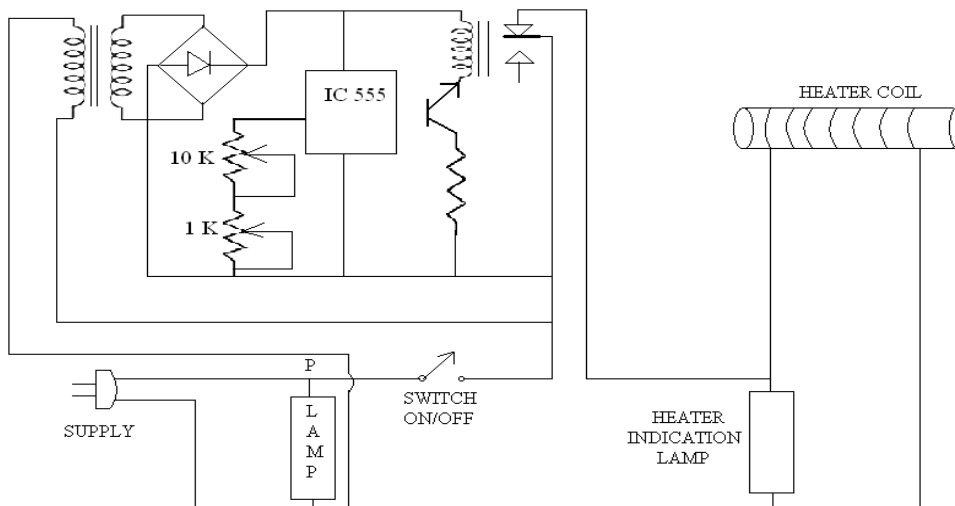 IC 555
HEATER COIL
10 K
1 K
P
SWITCH
ON/OFF
SUPPLY
L
A
M
P
HEATER
INDICATION
LAMP